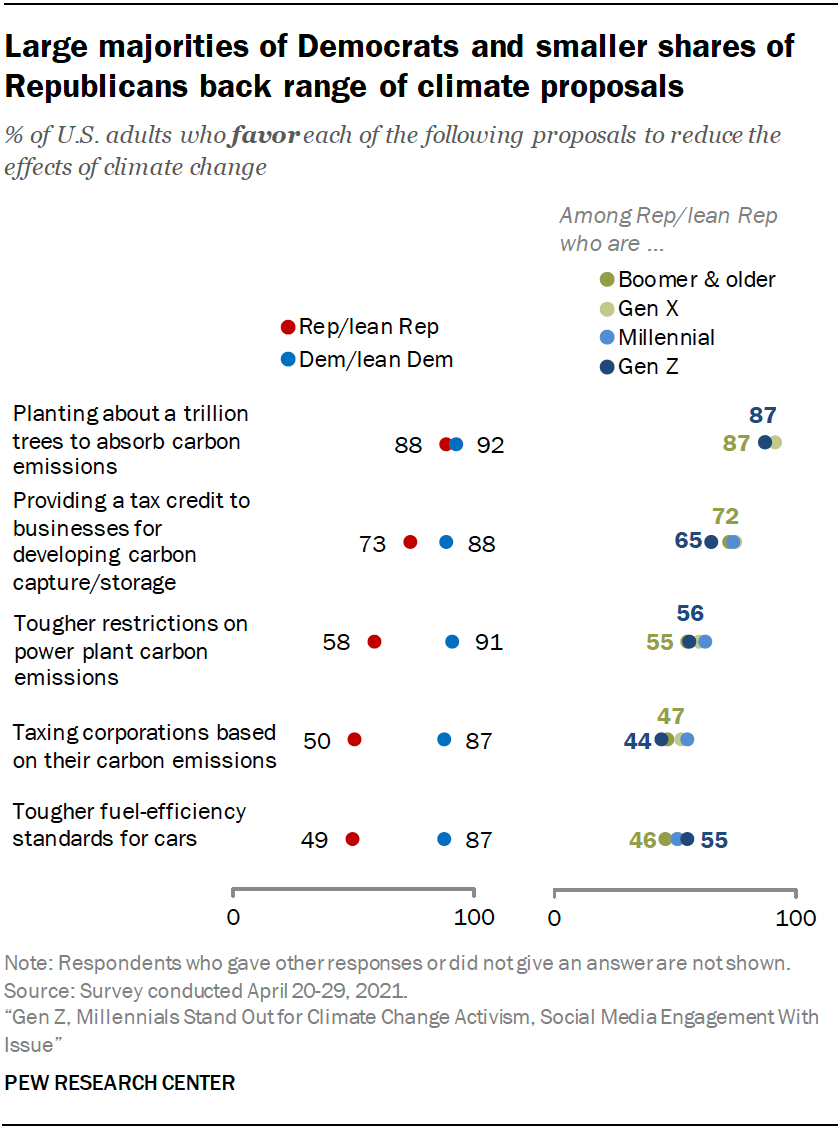 Large majorities of Democrats and smaller shares of
Republicans back range of climate proposals
% of U.S. adults who favor each of the following proposals to reduce the
effects of climate change
Among Rep/lean Rep
who are ...
Boomer & older
Gen X
Millennial
Gen Z
Rep/lean Rep
Dem/lean Dem
Planting about a trillion
trees to absorb carbon
emissions
88 92
87
87
Providing a tax credit to
businesses for
developing carbon
capture/storage
73 88
72
65
Tougher restrictions on
power plant carbon
emissions
58 91
56
55
Taxing corporations based
on their carbon emissions
50 87
47
44
Tougher fuel-efficiency
standards for cars
49 87
46 55
0 100 0 100
Note: Respondents who gave other responses or did not give an answer are not shown.
Source: Survey conducted April 20-29, 2021.
“Gen Z, Millennials Stand Out for Climate Change Activism, Social Media Engagement With
Issue”
PEW RESEARCH CENTER